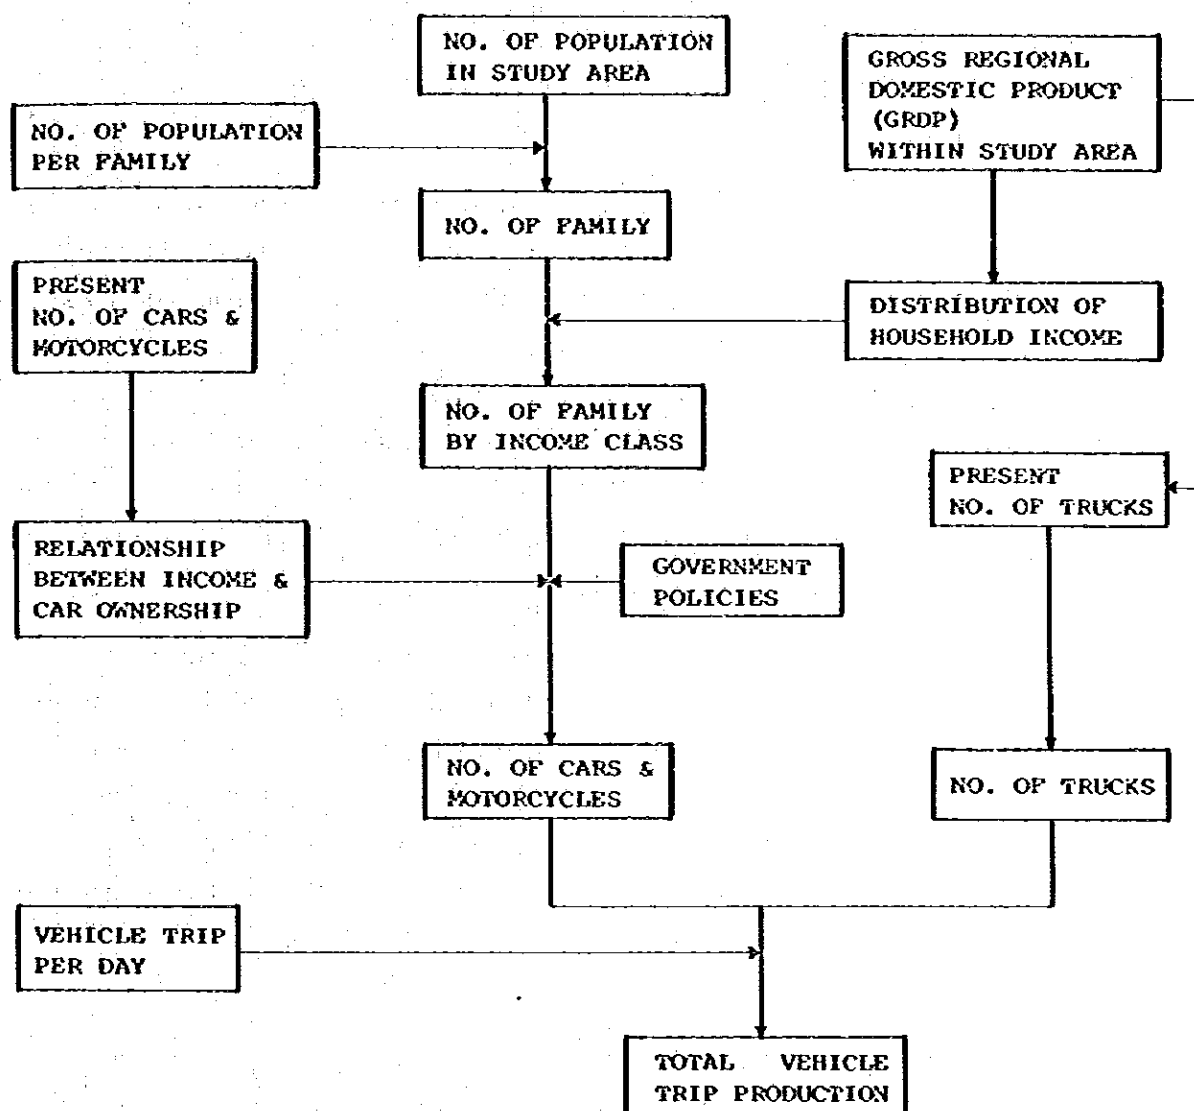 NO. OF POPULATION
IN STUDY AREA
GROSS REGIONAL
DOMESTIC PRODUCT
(GRDP)
WITHIN STUDY AREA
NO. OF POPULATION
PER FAMILY
NO. OF FAMILY
PRESENT
NO. OF CARS &
MOTORCYCLES
DISTRIBUTION OF
HOUSEHOLD INCOME
NO. OF FAMILY
BY INCOME CLASS
PRESENT
NO. OF TRUCKS
RELATIONSHIP
BETWEEN INCOME &
CAR OWNERSHIP
GOVERNMENT
POLICIES
NO. OF CARS &
MOTORCYCLES
NO. OF TRUCKS
VEHICLE TRIP
PER DAY
TOTAL VEHICLE
TRIP PRODUCTION